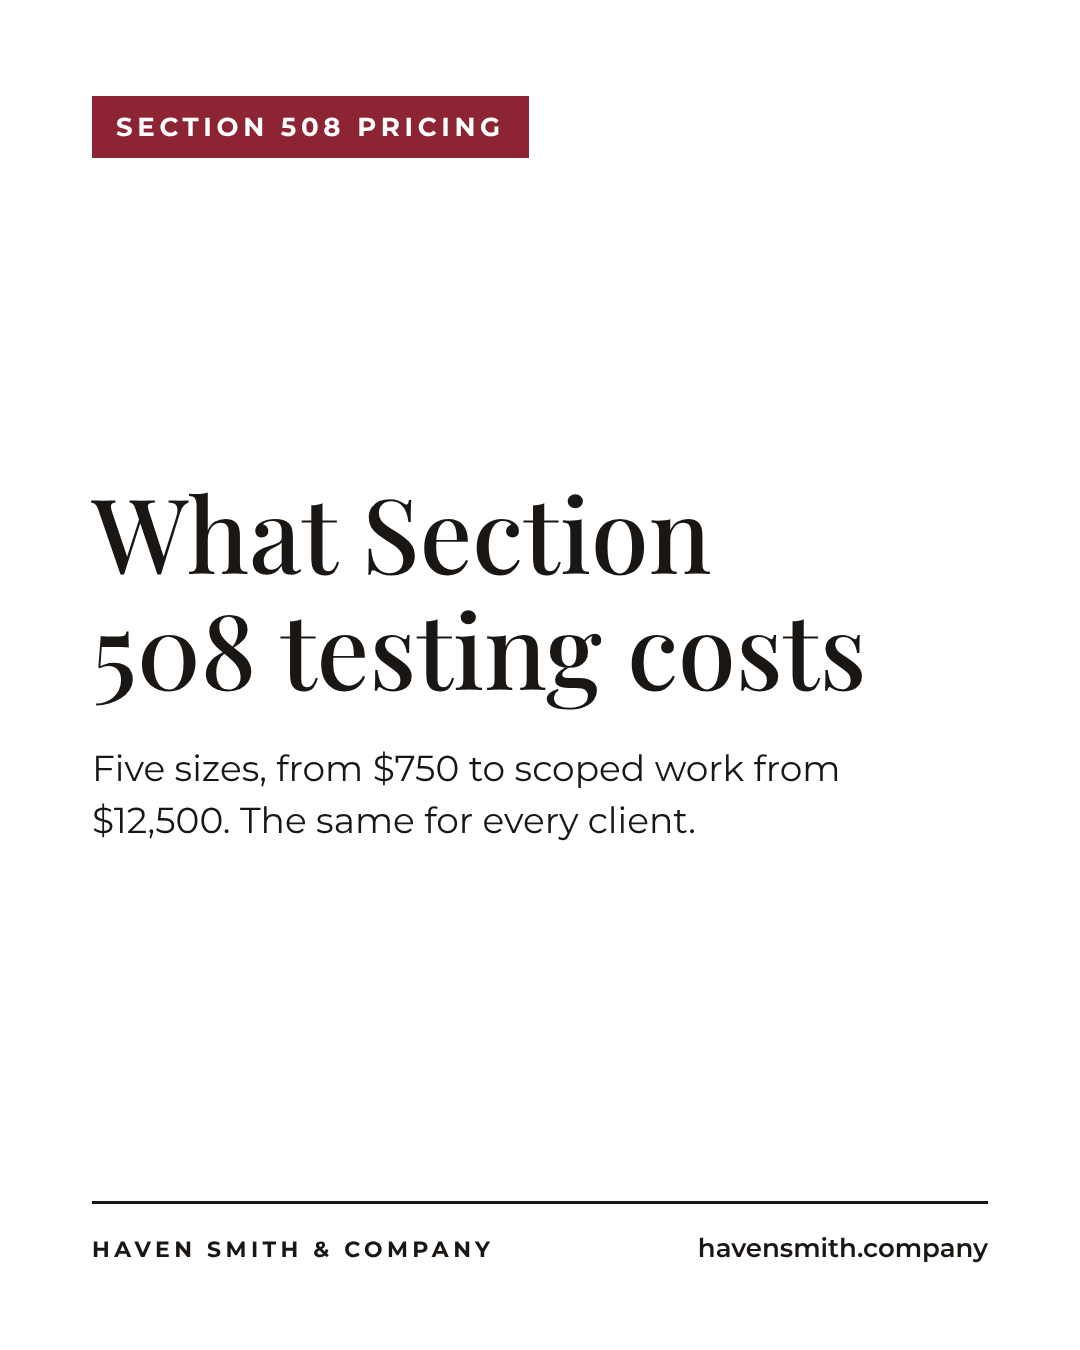 SECTION 508 PRICING
What Section
508 testing costs
Five sizes, from $750 to scoped work from
$12,500. The same for every client.
HAVEN SMITH & COMPANY
havensmith.company